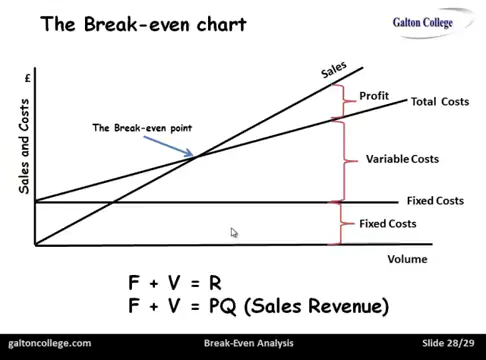 The Break-even chart
Galton College
£
Sales
Profit
Total Costs
The Break-even point
Sales and Costs
Variable Costs
Fixed Costs
Fixed Costs
Volume
F + V = R
F + V = PQ (Sales Revenue)
galtoncollege.com
Break-Even Analysis
Slide 28/29